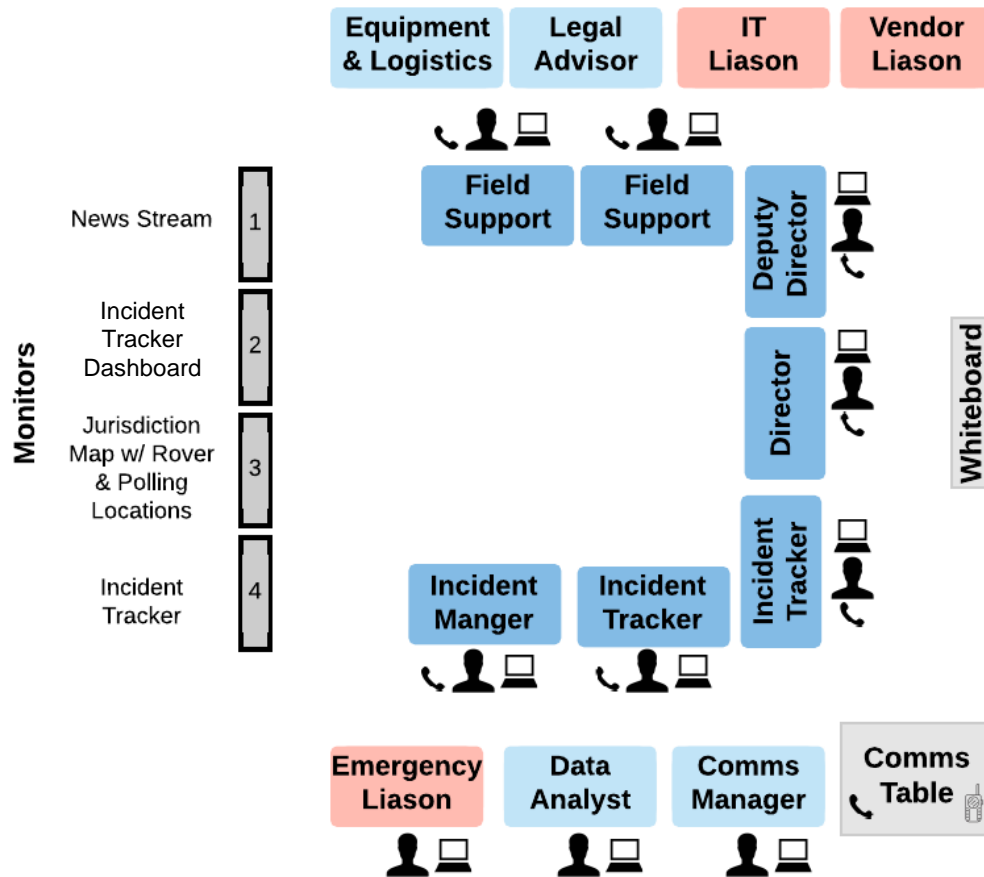 Equipment
& Logistics
Legal
Advisor
IT
Liason
Vendor
Liason
Monitors
News Stream
1
Incident
Tracker
Dashboard
2
Jurisdiction
Map w/ Rover
& Polling
Locations
3
Incident
Tracker
4
Field
Support
Field
Support
Deputy
Director
Director
Incident
Tracker
Whiteboard
Incident
Manger
Incident
Tracker
Emergency
Liason
Data
Analyst
Comms
Manager
Comms
Table